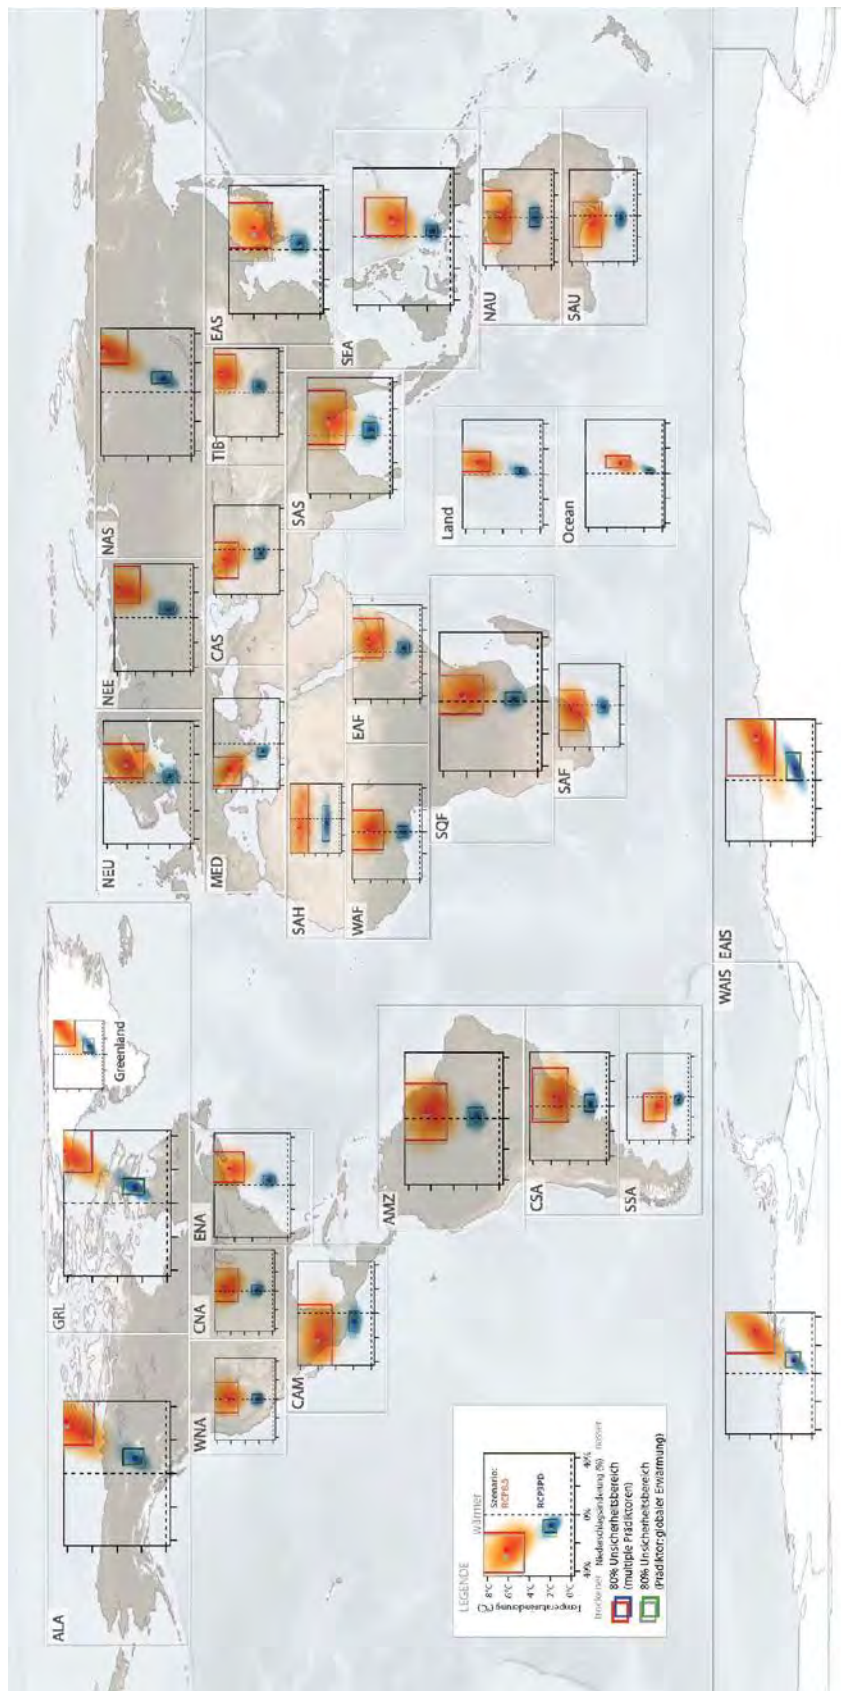 ALA
GRL
Greenland
WNA
CNA
ENA
CAM
AMZ
CSA
SSA
NEU
NEE
NAS
MED
CAS
TIB
EAS
SAH
SAS
SEA
WAF
EAF
SQF
SAF
Land
Ocean
NAU
SAU
WAIS
EAIS
LEGENDE
wärmer
Szenario:
RCP8.5
RCP3PD
8°C
6°C
4°C
2°C
0°C
Temperaturänderung (°C)
40%
0%
40%
trockener Niederschlagsänderung (%) nasser
80% Unsicherheitsbereich
(multiple Prädiktoren)
80% Unsicherheitsbereich
(Prädiktor: globaler Erwärmung)